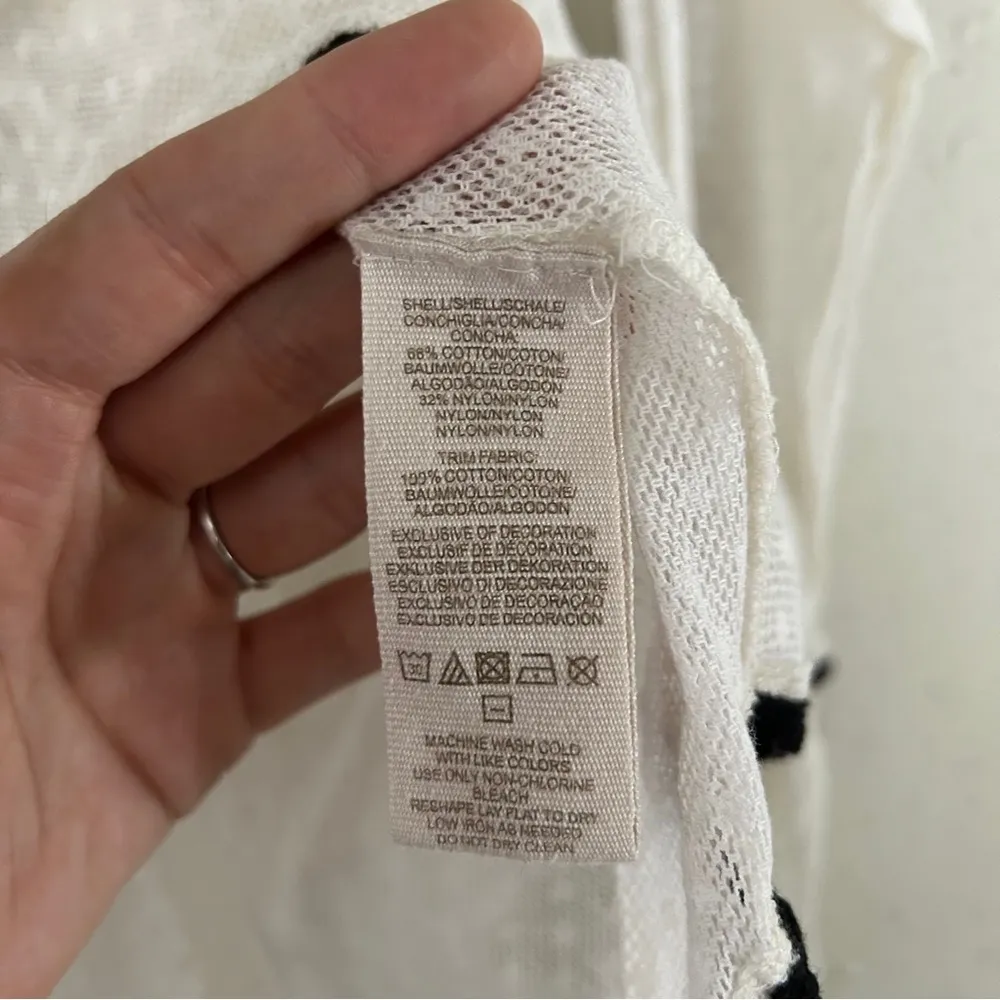 SHELL/SHELL/SCHALE/
CONCHIGLIA/CONCHA/
CONCHA:
68% COTTON/COTON/
BAUMWOLLE/COTONE/
ALGODÃO/ALGODON
32% NYLON/NYLON/
NYLON/NYLON
NYLON/NYLON
TRIM FABRIC:
100% COTTON/COTON/
BAUMWOLLE/COTONE/
ALGODÃO/ALGODON
EXCLUSIVE OF DECORATION
EXCLUSIF DE DÉCORATION
EXKLUSIVE DER DEKORATION
ESCLUSIVO DI DECORAZIONE
EXCLUSIVO DE DECORAÇÃO
EXCLUSIVO DE DECORACIÓN
30
MACHINE WASH COLD
WITH LIKE COLORS
USE ONLY NON-CHLORINE
BLEACH
RESHAPE LAY FLAT TO DRY
LOW IRON AS NEEDED
DO NOT DRY CLEAN